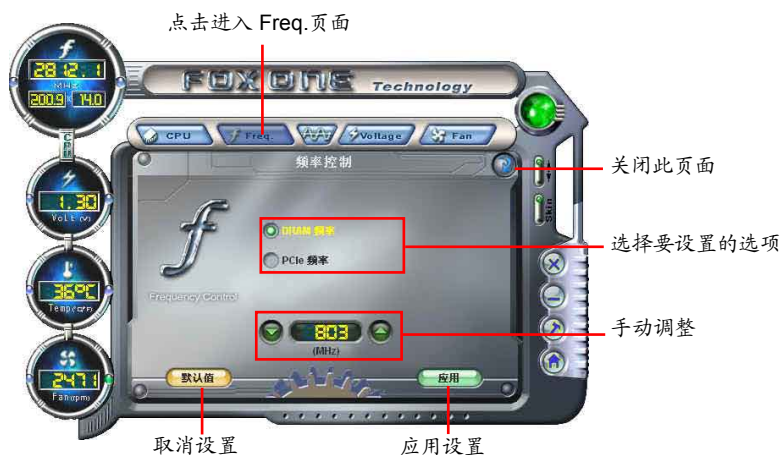 点击进入 Freq.页面
2812.1
MHz
200.9 × 14.0
FOX ONE Technology
CPU
CPU
Freq.
Voltage
Fan
频率控制
?
关闭此页面
1.30
Volt (V)
Skin
DRAM 频率
选择要设置的选项
PCIe 频率
36°C
Frequency Control
803
(MHz)
手动调整
2471
Fan(rpm)
默认值
应用
取消设置
应用设置